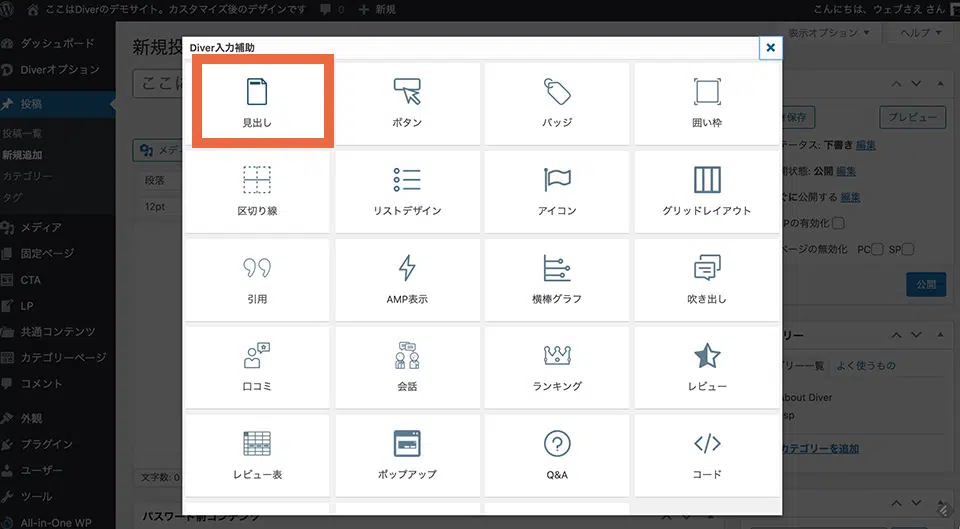 ここはDiverのデモサイト。カスタマイズ後のデザインです
0
新規
こんにちは、ウェブさえ さん
ダッシュボード
Diverオプション
投稿
投稿一覧
新規追加
カテゴリー
タグ
メディア
固定ページ
CTA
LP
共通コンテンツ
カテゴリーページ
コメント
外観
プラグイン
ユーザー
ツール
All-in-One WP
新規投
ここに
メデ
段落
12pt
文字数: 0
パスワード前コンテンツ
Diver入力補助
×
見出し
ボタン
バッジ
囲い枠
区切り線
リストデザイン
アイコン
グリッドレイアウト
引用
AMP表示
横棒グラフ
吹き出し
口コミ
会話
ランキング
レビュー
レビュー表
ポップアップ
Q&A
コード
表示オプション
ヘルプ
保存
プレビュー
テータス: 下書き 編集
開状態: 公開 編集
ぐに公開する 編集
Pの有効化
ページの無効化 PC SP
公開
リー
ゴリー一覧
よく使うもの
bout Diver
sp
カテゴリーを追加